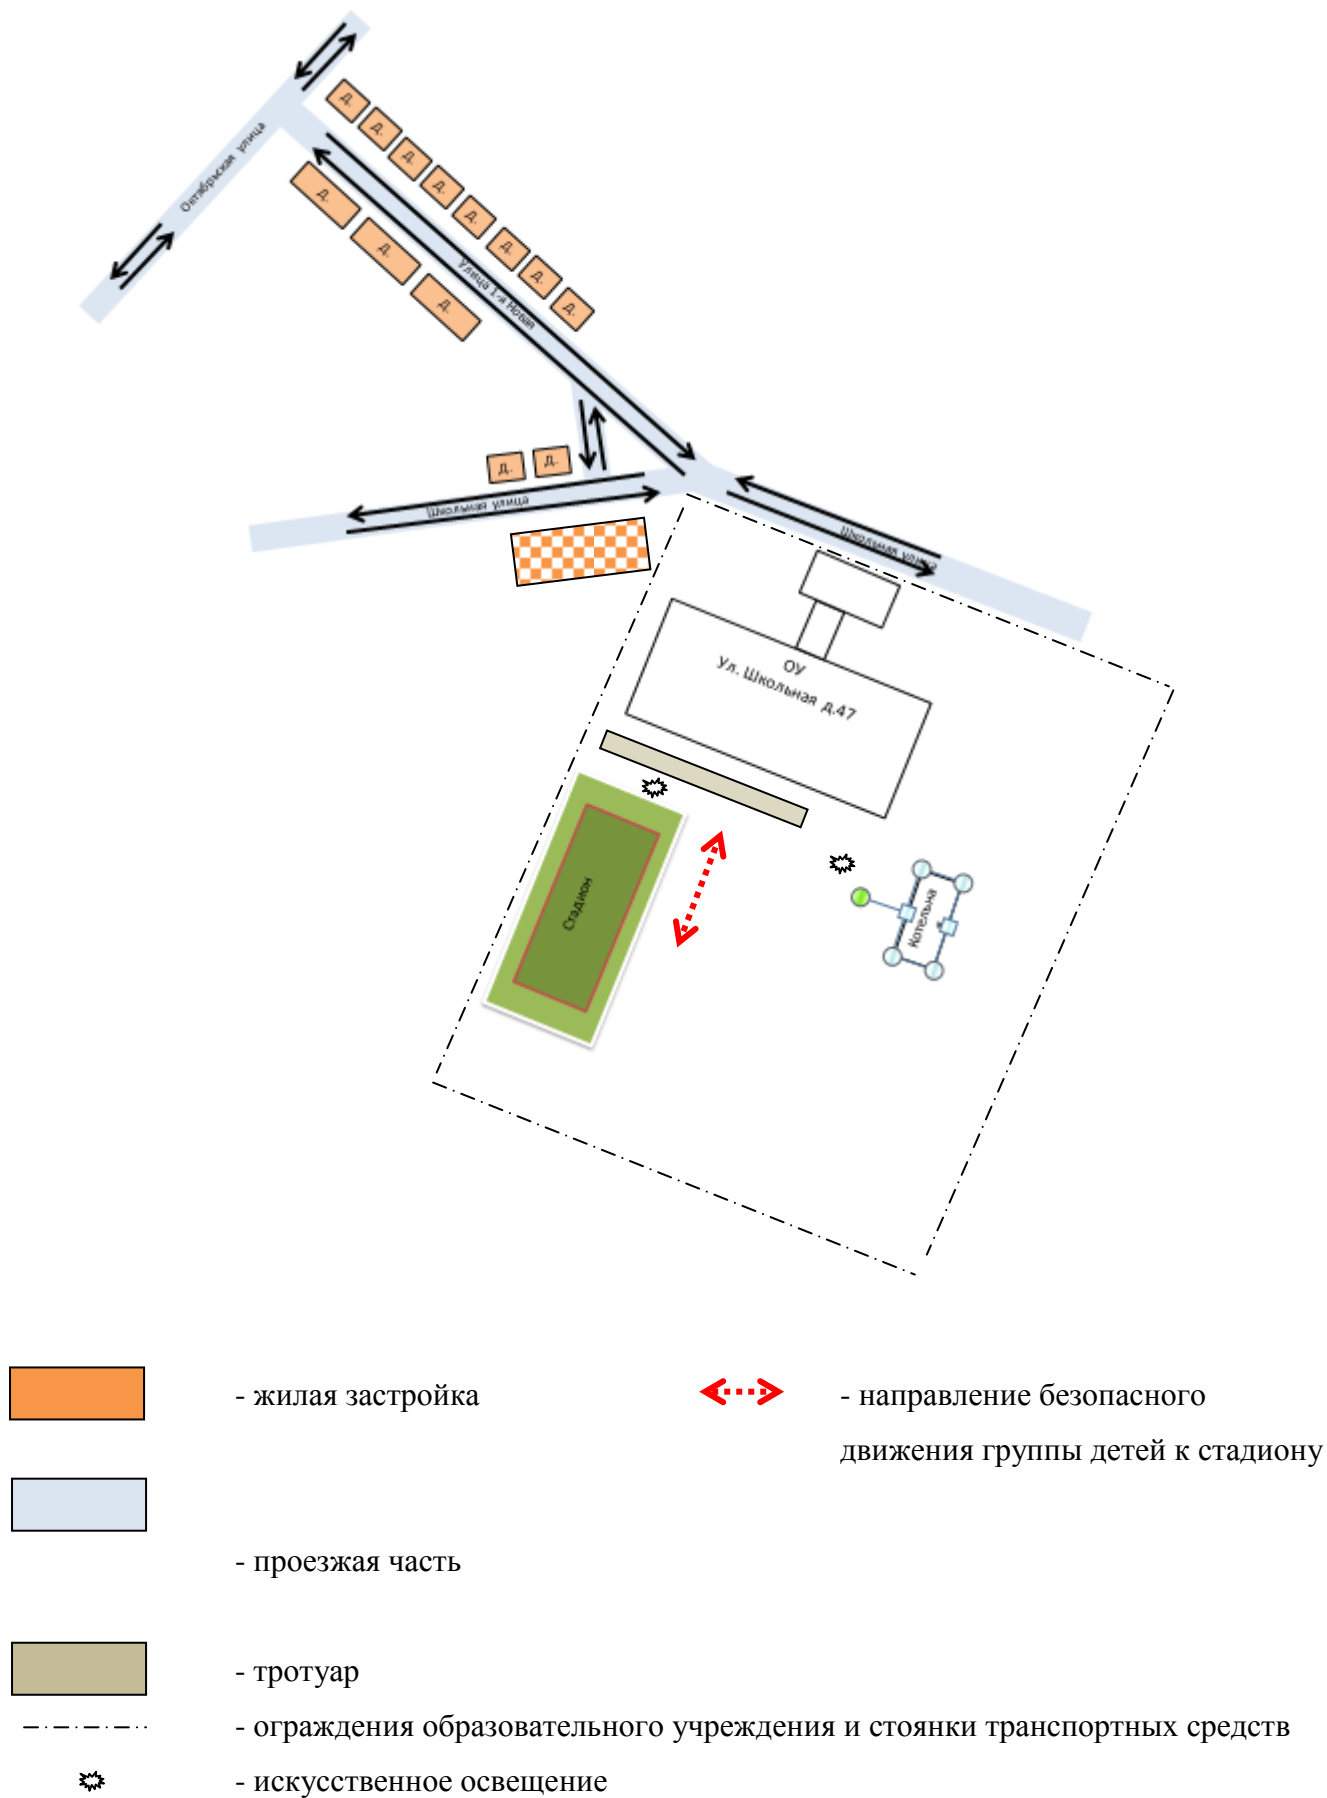 Октябрьская улица
д.
д.
д.
д.
д.
д.
д.
д.
д.
д.
д.
Улица 1-я Новая
д.
д.
Школьная улица
Школьная улица
ОУ
Ул. Школьная д.47
Стадион
Котельна
- жилая застройка
- направление безопасного
движения группы детей к стадиону
- проезжая часть
- тротуар
- ограждения образовательного учреждения и стоянки транспортных средств
- искусственное освещение